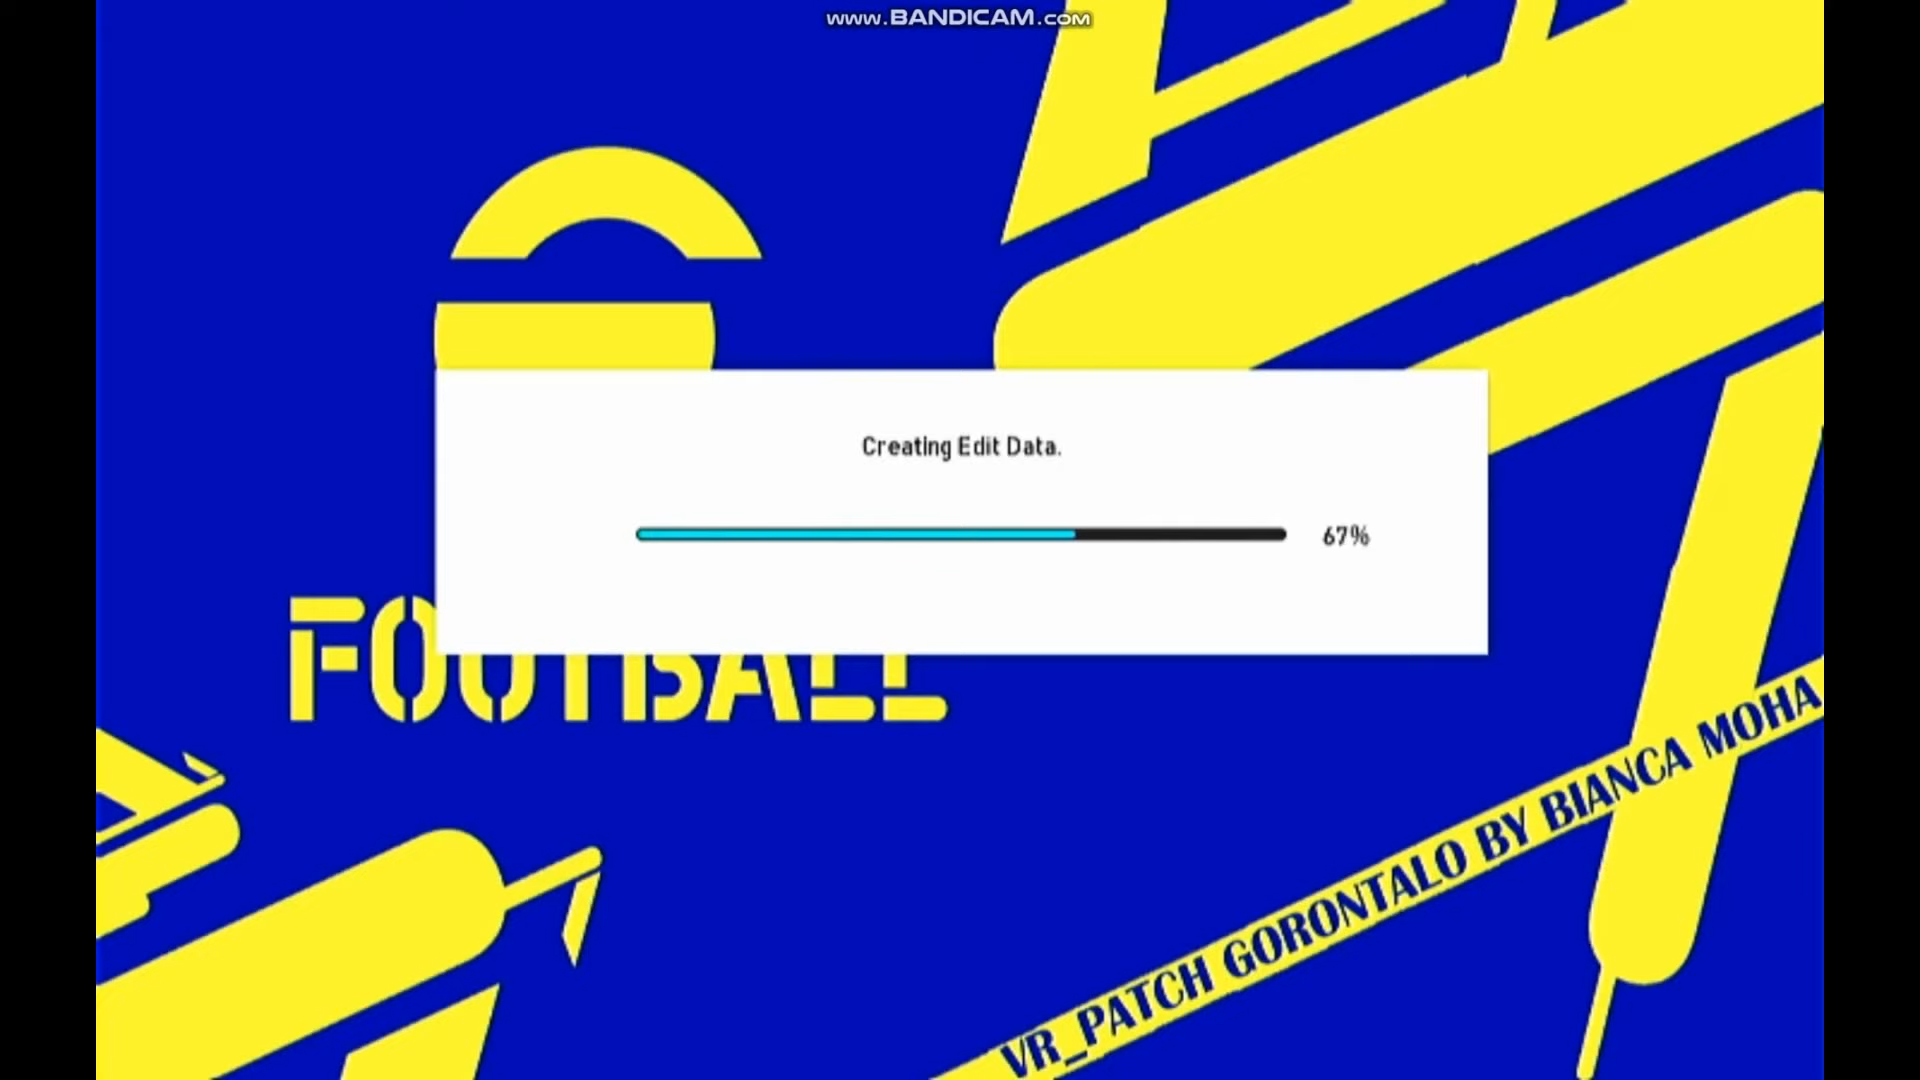 www.BANDICAM.com
Creating Edit Data.
67%
FOOTBALL
VR_PATCH GORONTALO BY BIANCA MOHA